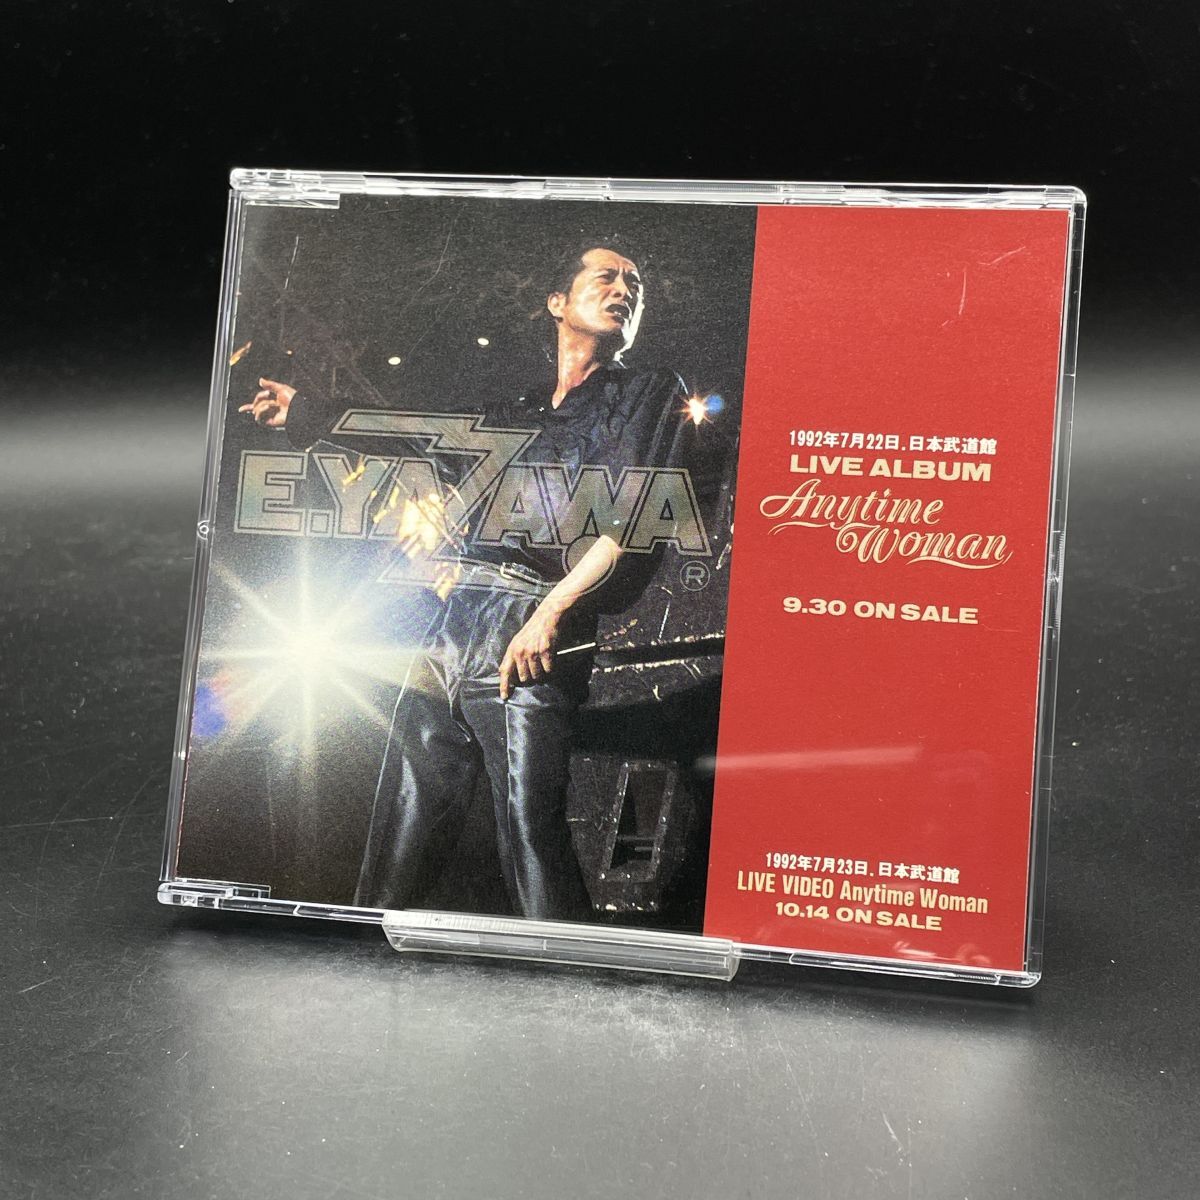 E.YAZAWA
®
1992年7月22日.日本武道館
LIVE ALBUM
Anytime
Woman
9.30 ON SALE
1992年7月23日.日本武道館
LIVE VIDEO Anytime Woman
10.14 ON SALE